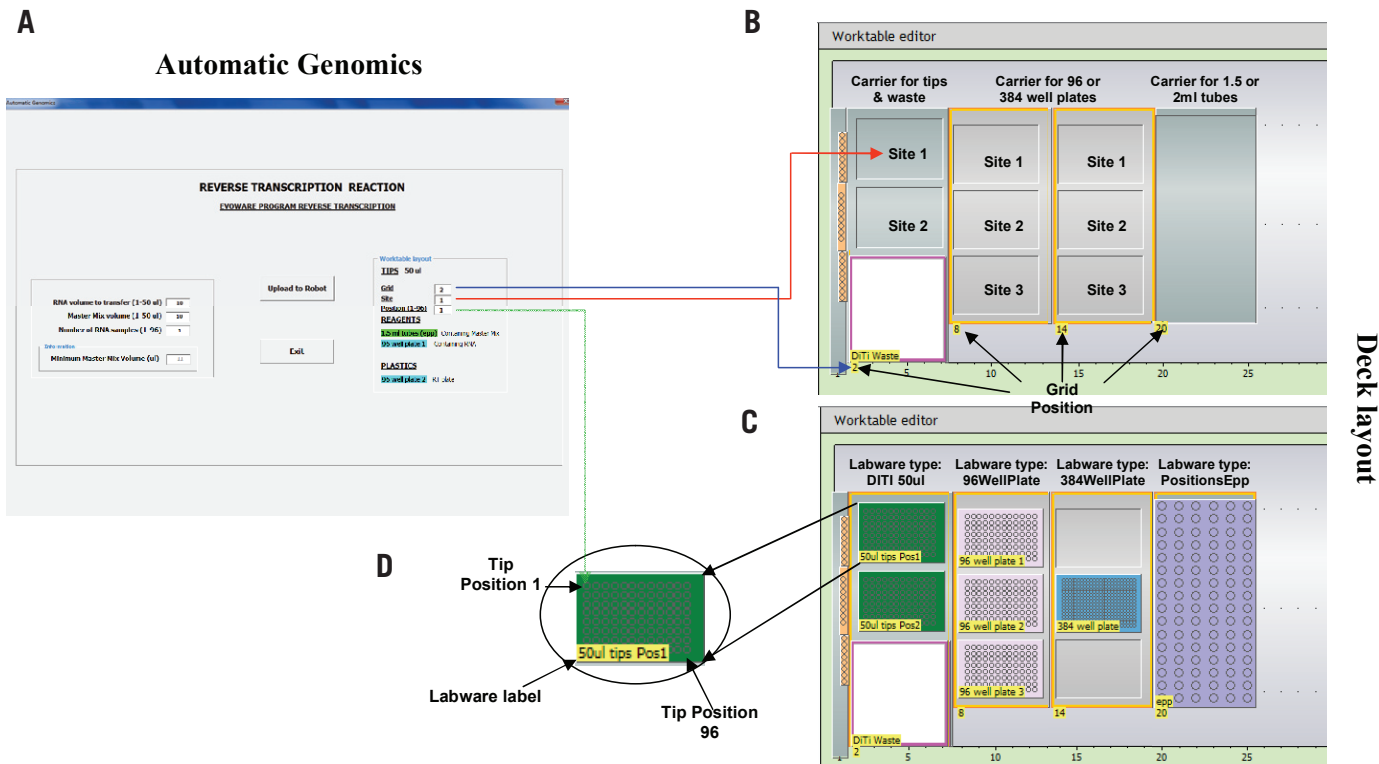 A
Automatic Genomics
Automatic Genomics
REVERSE TRANSCRIPTION REACTION
EVOWARE PROGRAM REVERSE TRANSCRIPTION
RNA volume to transfer (1-50 ul) 10
Master Mix volume (1-50 ul) 10
Number of RNA samples (1-96) 1
Minimum Master Mix Volume (ul)
Upload to Robot
Exit
Worktable layout
TIPS 50 ul
Grid 2
Site 1
Position (1-96) 1
REAGENTS
1.5 ml tubes (epp) Containing Master Mix
96 well plate 1 Containing RNA
PLASTICS
96 well plate 2 RT plate
B
Worktable editor
Carrier for tips
& waste
Carrier for 96 or
384 well plates
Carrier for 1.5 or
2ml tubes
Site 1
Site 2
Site 1
Site 2
Site 3
Site 1
Site 2
Site 3
DiTi Waste
2
8
14
20
1 5 10 15 20 25
Grid
Position
C
Worktable editor
Labware type:
DITI 50ul
Labware type:
96WellPlate
Labware type:
384WellPlate
Labware type:
PositionsEpp
50ul tips Pos1
50ul tips Pos2
96 well plate 1
96 well plate 2
96 well plate 3
384 well plate
epp
DiTi Waste
2
8
14
20
1 5 10 15 20 25
Deck layout
D
Tip
Position 1
50ul tips Pos1
Labware label
Tip Position
96